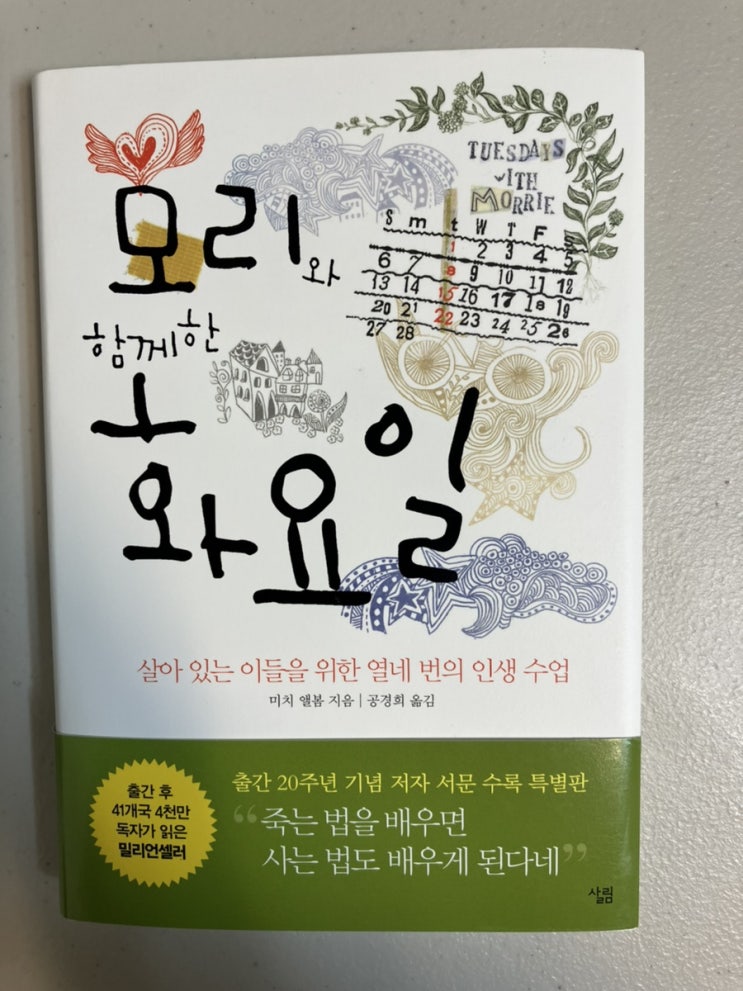 TUESDAYS
WITH
MORRIE
모리와
함께한
화요일
S m t W T F S
1 2 3 4 5
6 7 8 9 10 11 12
13 14 15 16 17 18 19
20 21 22 23 24 25 26
27 28
살아 있는 이들을 위한 열네 번의 인생 수업
미치 앨봄 지음 | 공경희 옮김
출간 후
41개국 4천만
독자가 읽은
밀리언셀러
출간 20주년 기념 저자 서문 수록 특별판
“죽는 법을 배우면
사는 법도 배우게 된다네”
사림